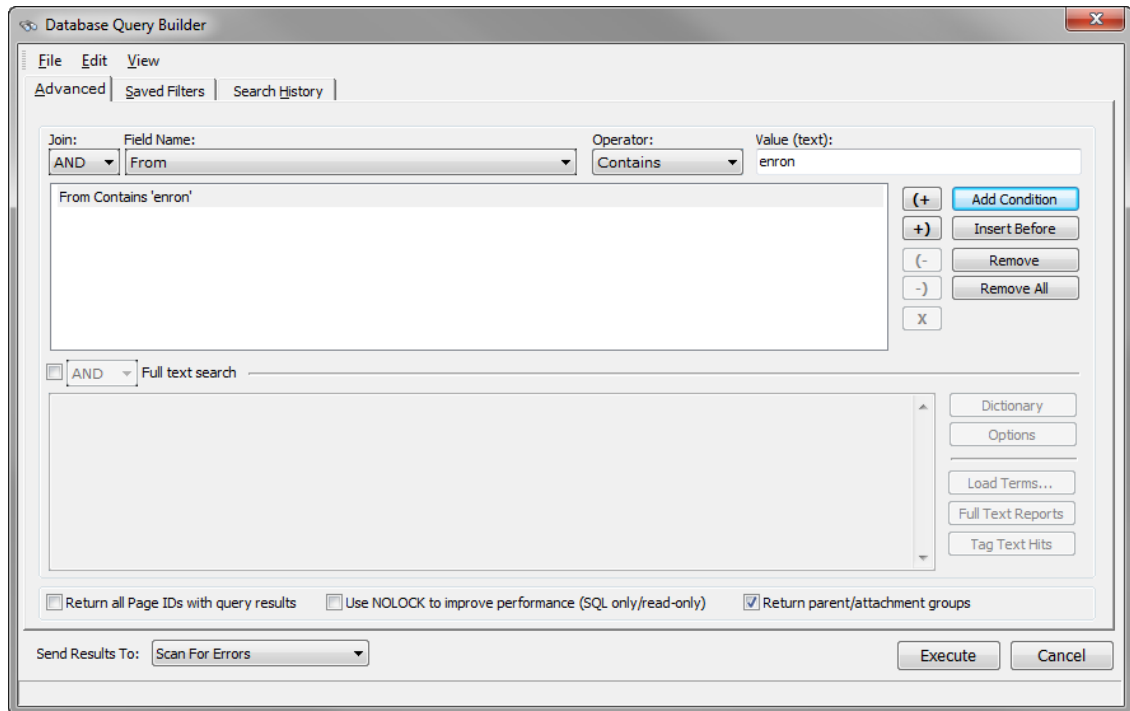 Database Query Builder
File Edit View
Advanced Saved Filters Search History
Join: Field Name: Operator: Value (text):
AND From Contains enron
From Contains 'enron'
(+ Add Condition
+) Insert Before
(- Remove
-) Remove All
X
AND Full text search
Dictionary
Options
Load Terms...
Full Text Reports
Tag Text Hits
Return all Page IDs with query results Use NOLOCK to improve performance (SQL only/read-only) Return parent/attachment groups
Send Results To: Scan For Errors Execute Cancel